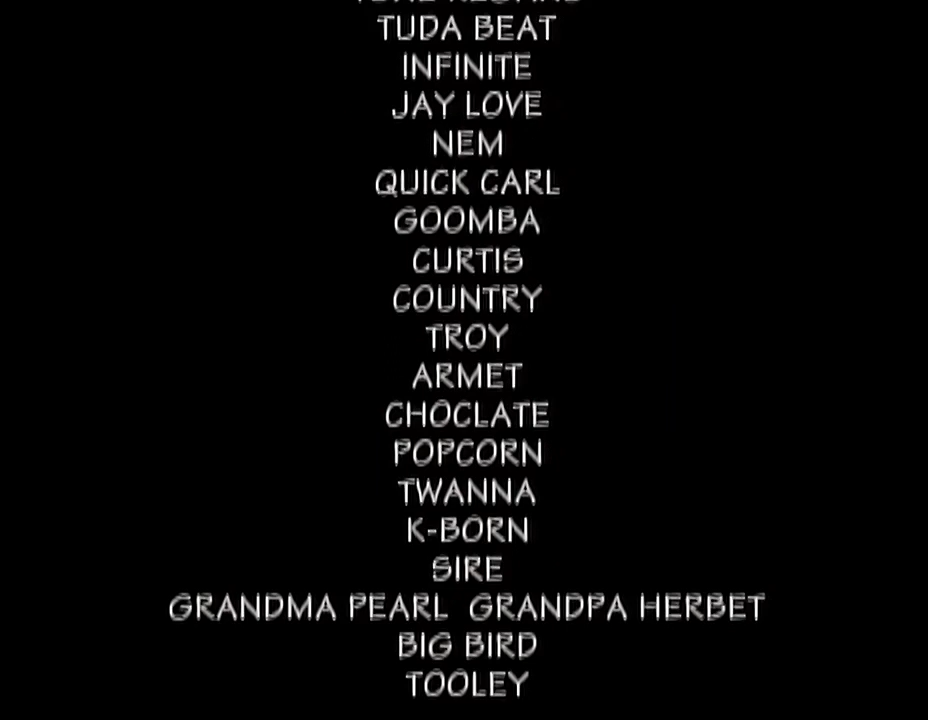 TUDA BEAT
INFINITE
JAY LOVE
NEM
QUICK CARL
GOOMBA
CURTIS
COUNTRY
TROY
ARMET
CHOCLATE
POPCORN
TWANNA
K-BORN
SIRE
GRANDMA PEARL GRANDPA HERBET
BIG BIRD
TOOLEY